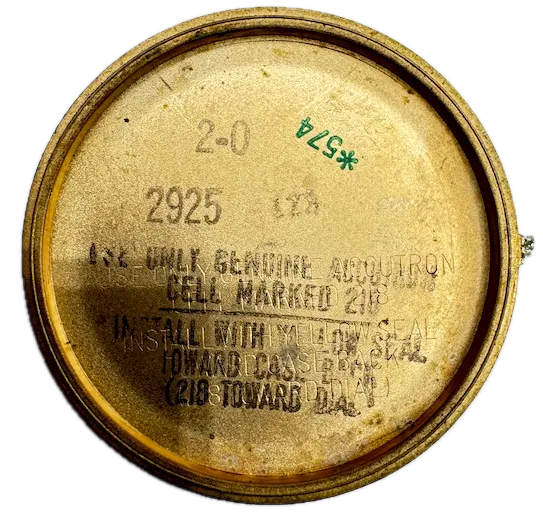 2-0
*574
2925
USE ONLY GENUINE ACCUTRON
CELL MARKED 218
INSTALL WITH YELLOW SEAL
TOWARD CASE BACK
(218 TOWARD DIAL)